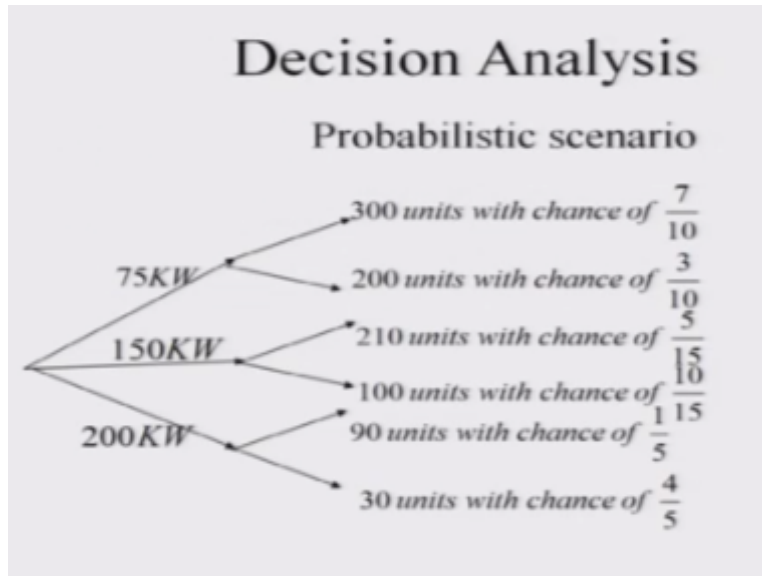 Decision Analysis
Probabilistic scenario
300 units with chance of 7/10
75KW
200 units with chance of 3/10
210 units with chance of 5/15
150KW
100 units with chance of 10/15
90 units with chance of 1/5
200KW
30 units with chance of 4/5